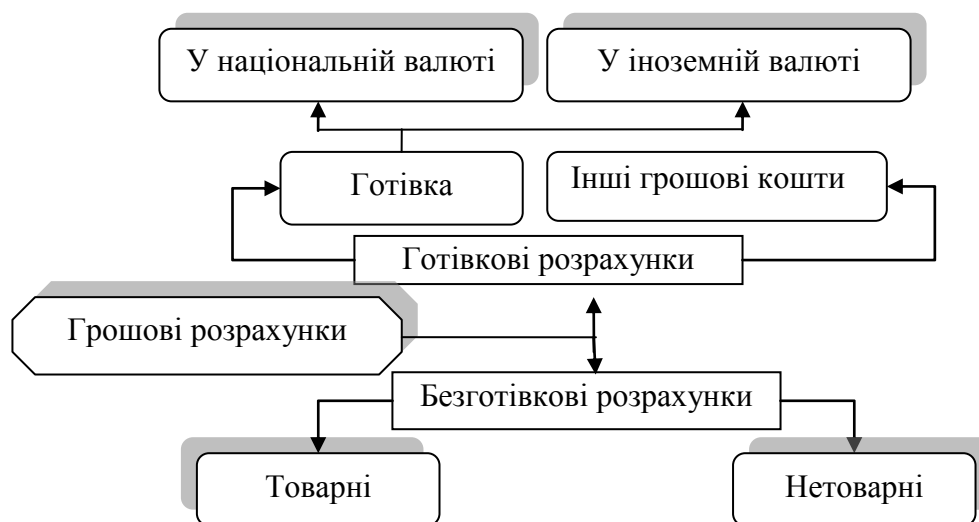 У національній валюті
У іноземній валюті
Готівка
Інші грошові кошти
Готівкові розрахунки
Грошові розрахунки
Безготівкові розрахунки
Товарні
Нетоварні